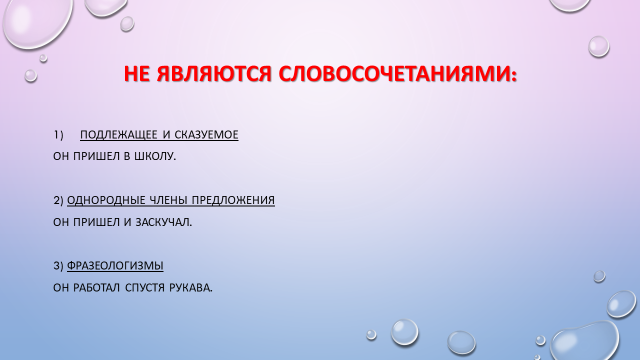 НЕ ЯВЛЯЮТСЯ СЛОВОСОЧЕТАНИЯМИ:
1) ПОДЛЕЖАЩЕЕ И СКАЗУЕМОЕ
ОН ПРИШЕЛ В ШКОЛУ.
2) ОДНОРОДНЫЕ ЧЛЕНЫ ПРЕДЛОЖЕНИЯ
ОН ПРИШЕЛ И ЗАСКУЧАЛ.
3) ФРАЗЕОЛОГИЗМЫ
ОН РАБОТАЛ СПУСТЯ РУКАВА.